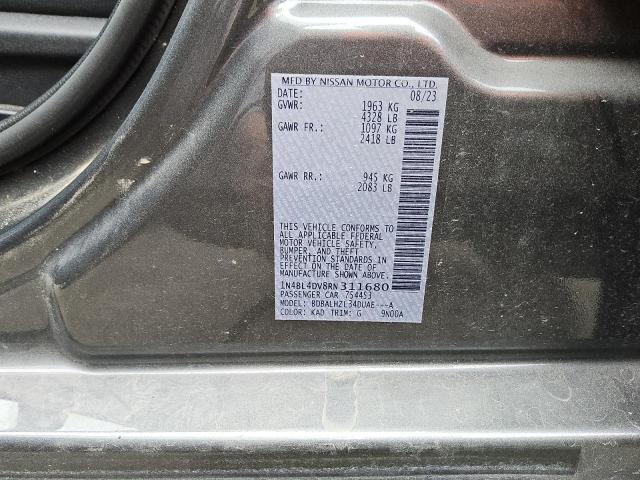 MFD BY NISSAN MOTOR CO., LTD.
DATE: 08/23
GVWR: 1963 KG
4328 LB
GAWR FR.: 1097 KG
2418 LB
GAWR RR.: 945 KG
2083 LB
THIS VEHICLE CONFORMS TO
ALL APPLICABLE FEDERAL
MOTOR VEHICLE SAFETY,
BUMPER, AND THEFT
PREVENTION STANDARDS IN
EFFECT ON THE DATE OF
MANUFACTURE SHOWN ABOVE.
1N4BL4DV8RN311680
PASSENGER CAR 754453
MODEL: BDBALHZL34DUAE---A
COLOR: KAD TRIM: G 9N00A